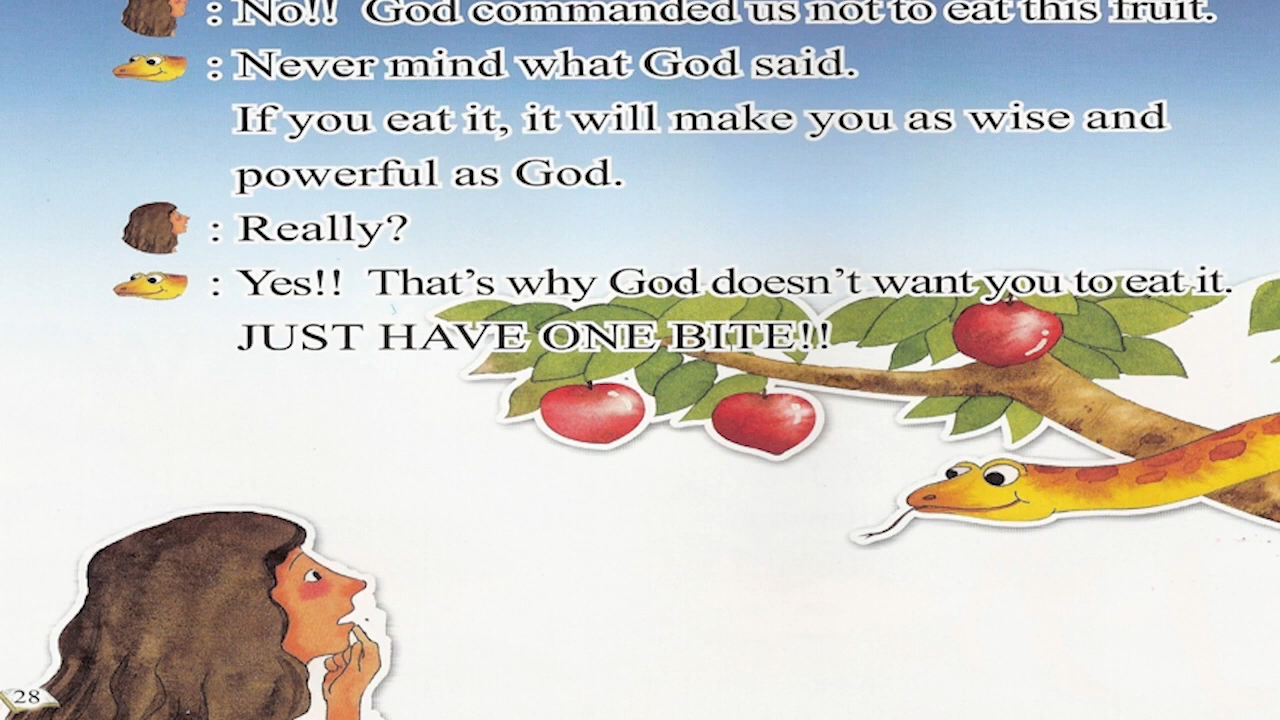 : No!! God commanded us not to eat this fruit.
: Never mind what God said.
If you eat it, it will make you as wise and
powerful as God.
: Really?
: Yes!! That's why God doesn't want you to eat it.
JUST HAVE ONE BITE!!
28